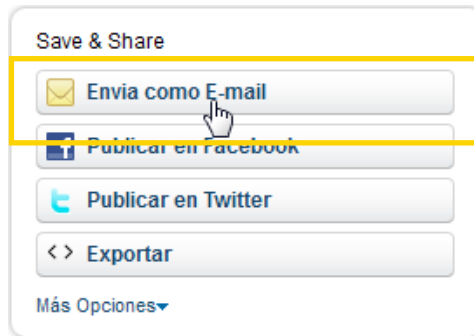 Save & Share
Envia como E-mail
Publicar en Facebook
Publicar en Twitter
Exportar
Más Opciones